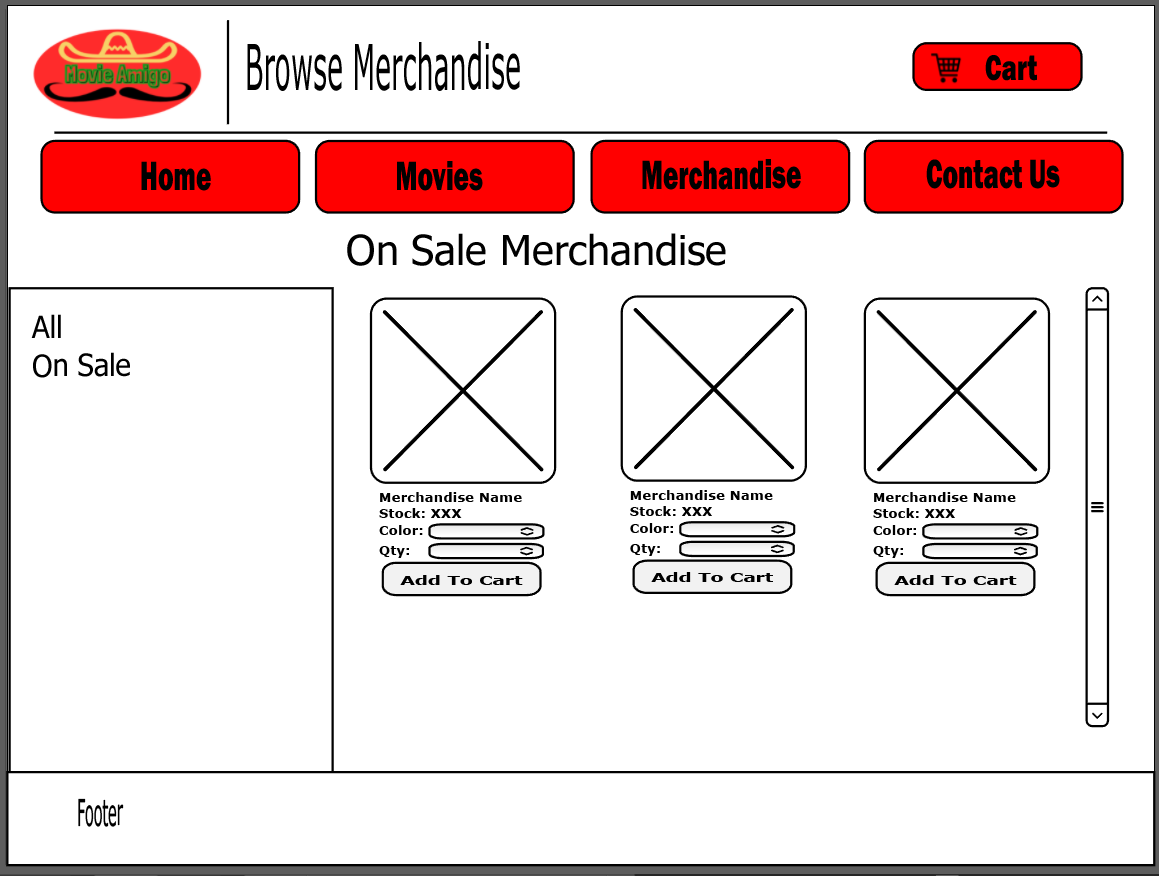 Movie Amigo
Browse Merchandise
Cart
Home
Movies
Merchandise
Contact Us
On Sale Merchandise
All
On Sale
Merchandise Name
Stock: XXX
Color:
Qty:
Add To Cart
Merchandise Name
Stock: XXX
Color:
Qty:
Add To Cart
Merchandise Name
Stock: XXX
Color:
Qty:
Add To Cart
Footer